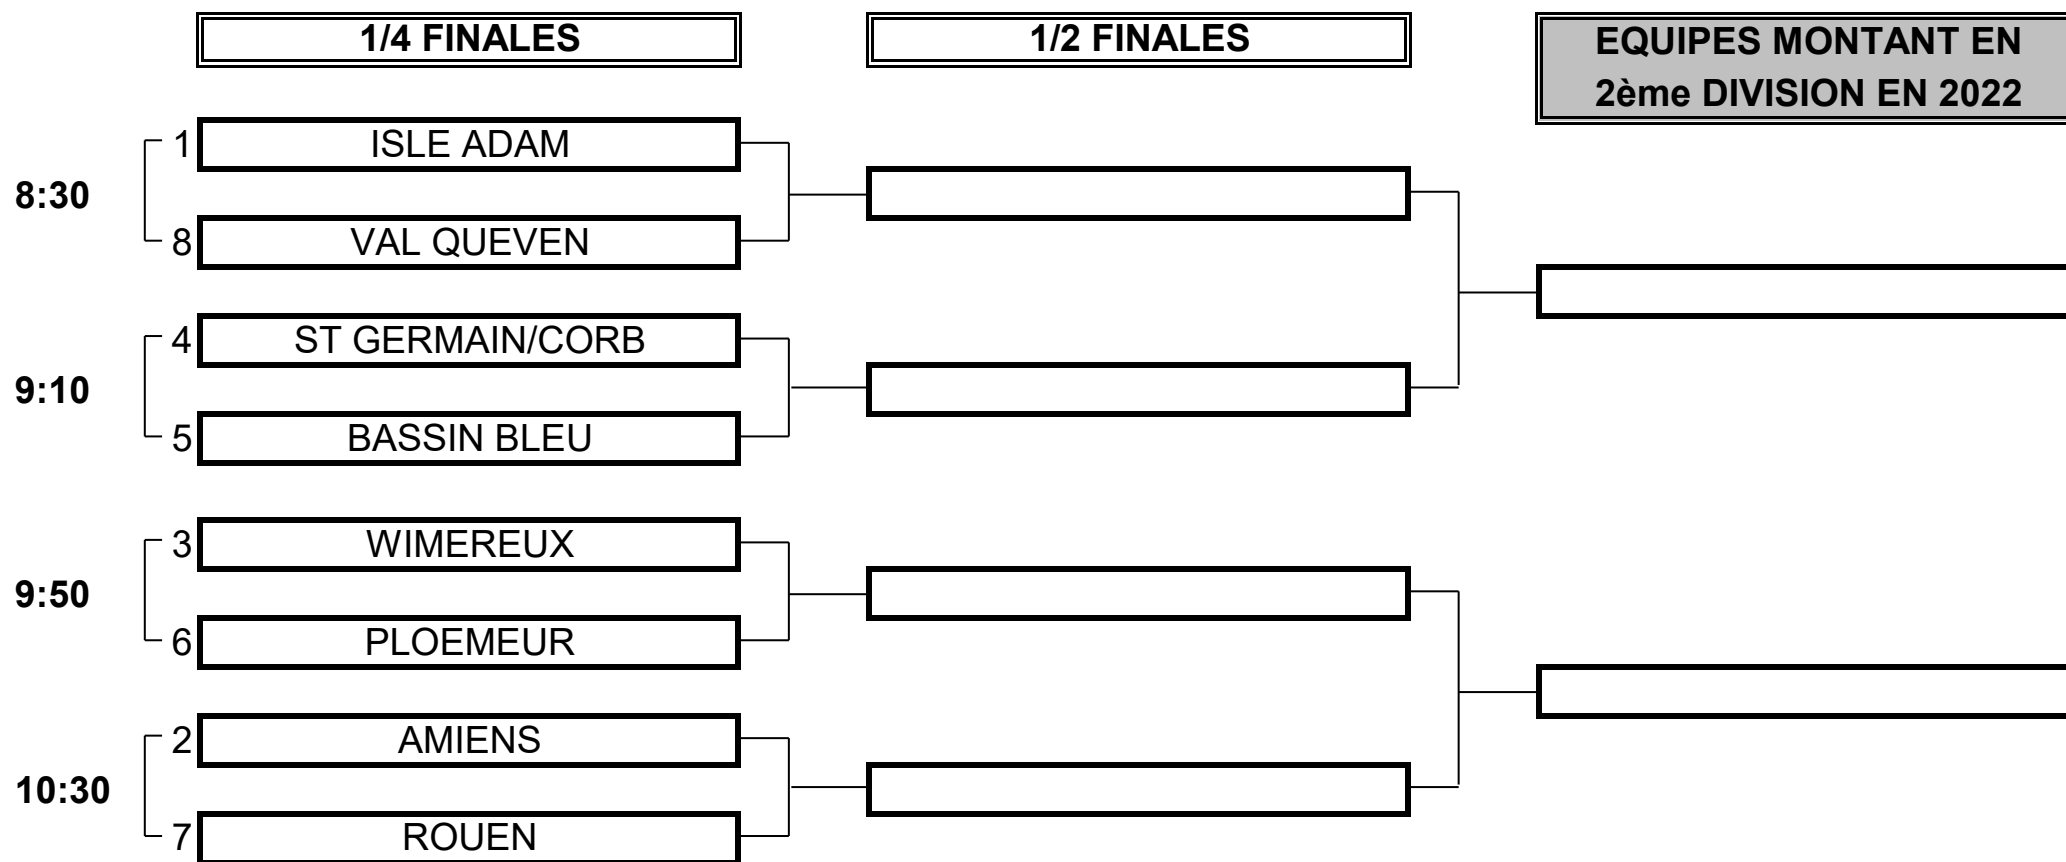 1/4 FINALES
1/2 FINALES
EQUIPES MONTANT EN
2ème DIVISION EN 2022
1 ISLE ADAM
8:30
8 VAL QUEVEN
4 ST GERMAIN/CORB
9:10
5 BASSIN BLEU
3 WIMEREUX
9:50
6 PLOEMEUR
2 AMIENS
10:30
7 ROUEN